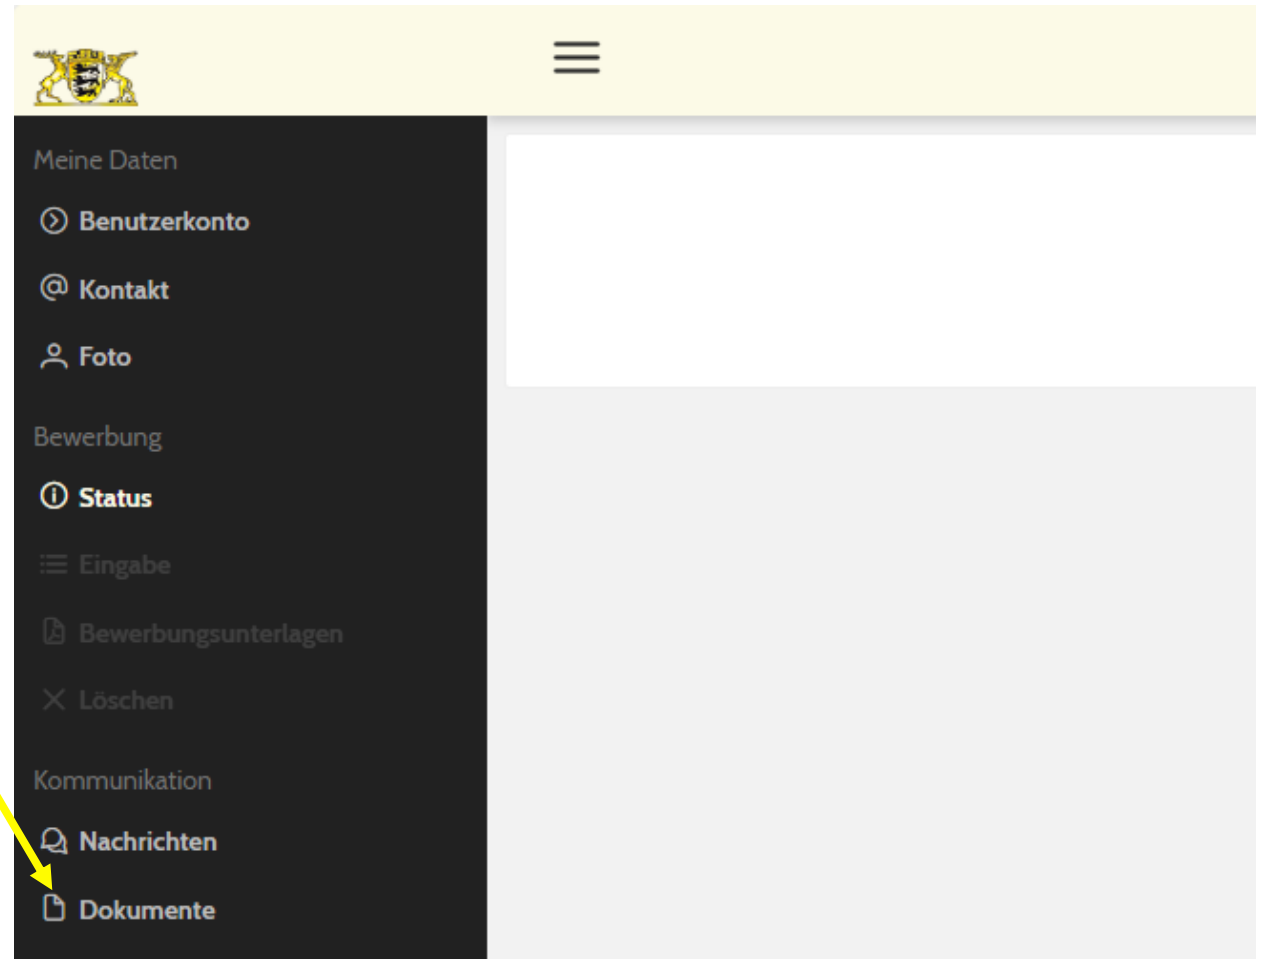 Meine Daten
Benutzerkonto
Kontakt
Foto
Bewerbung
Status
Eingabe
Bewerbungsunterlagen
Löschen
Kommunikation
Nachrichten
Dokumente